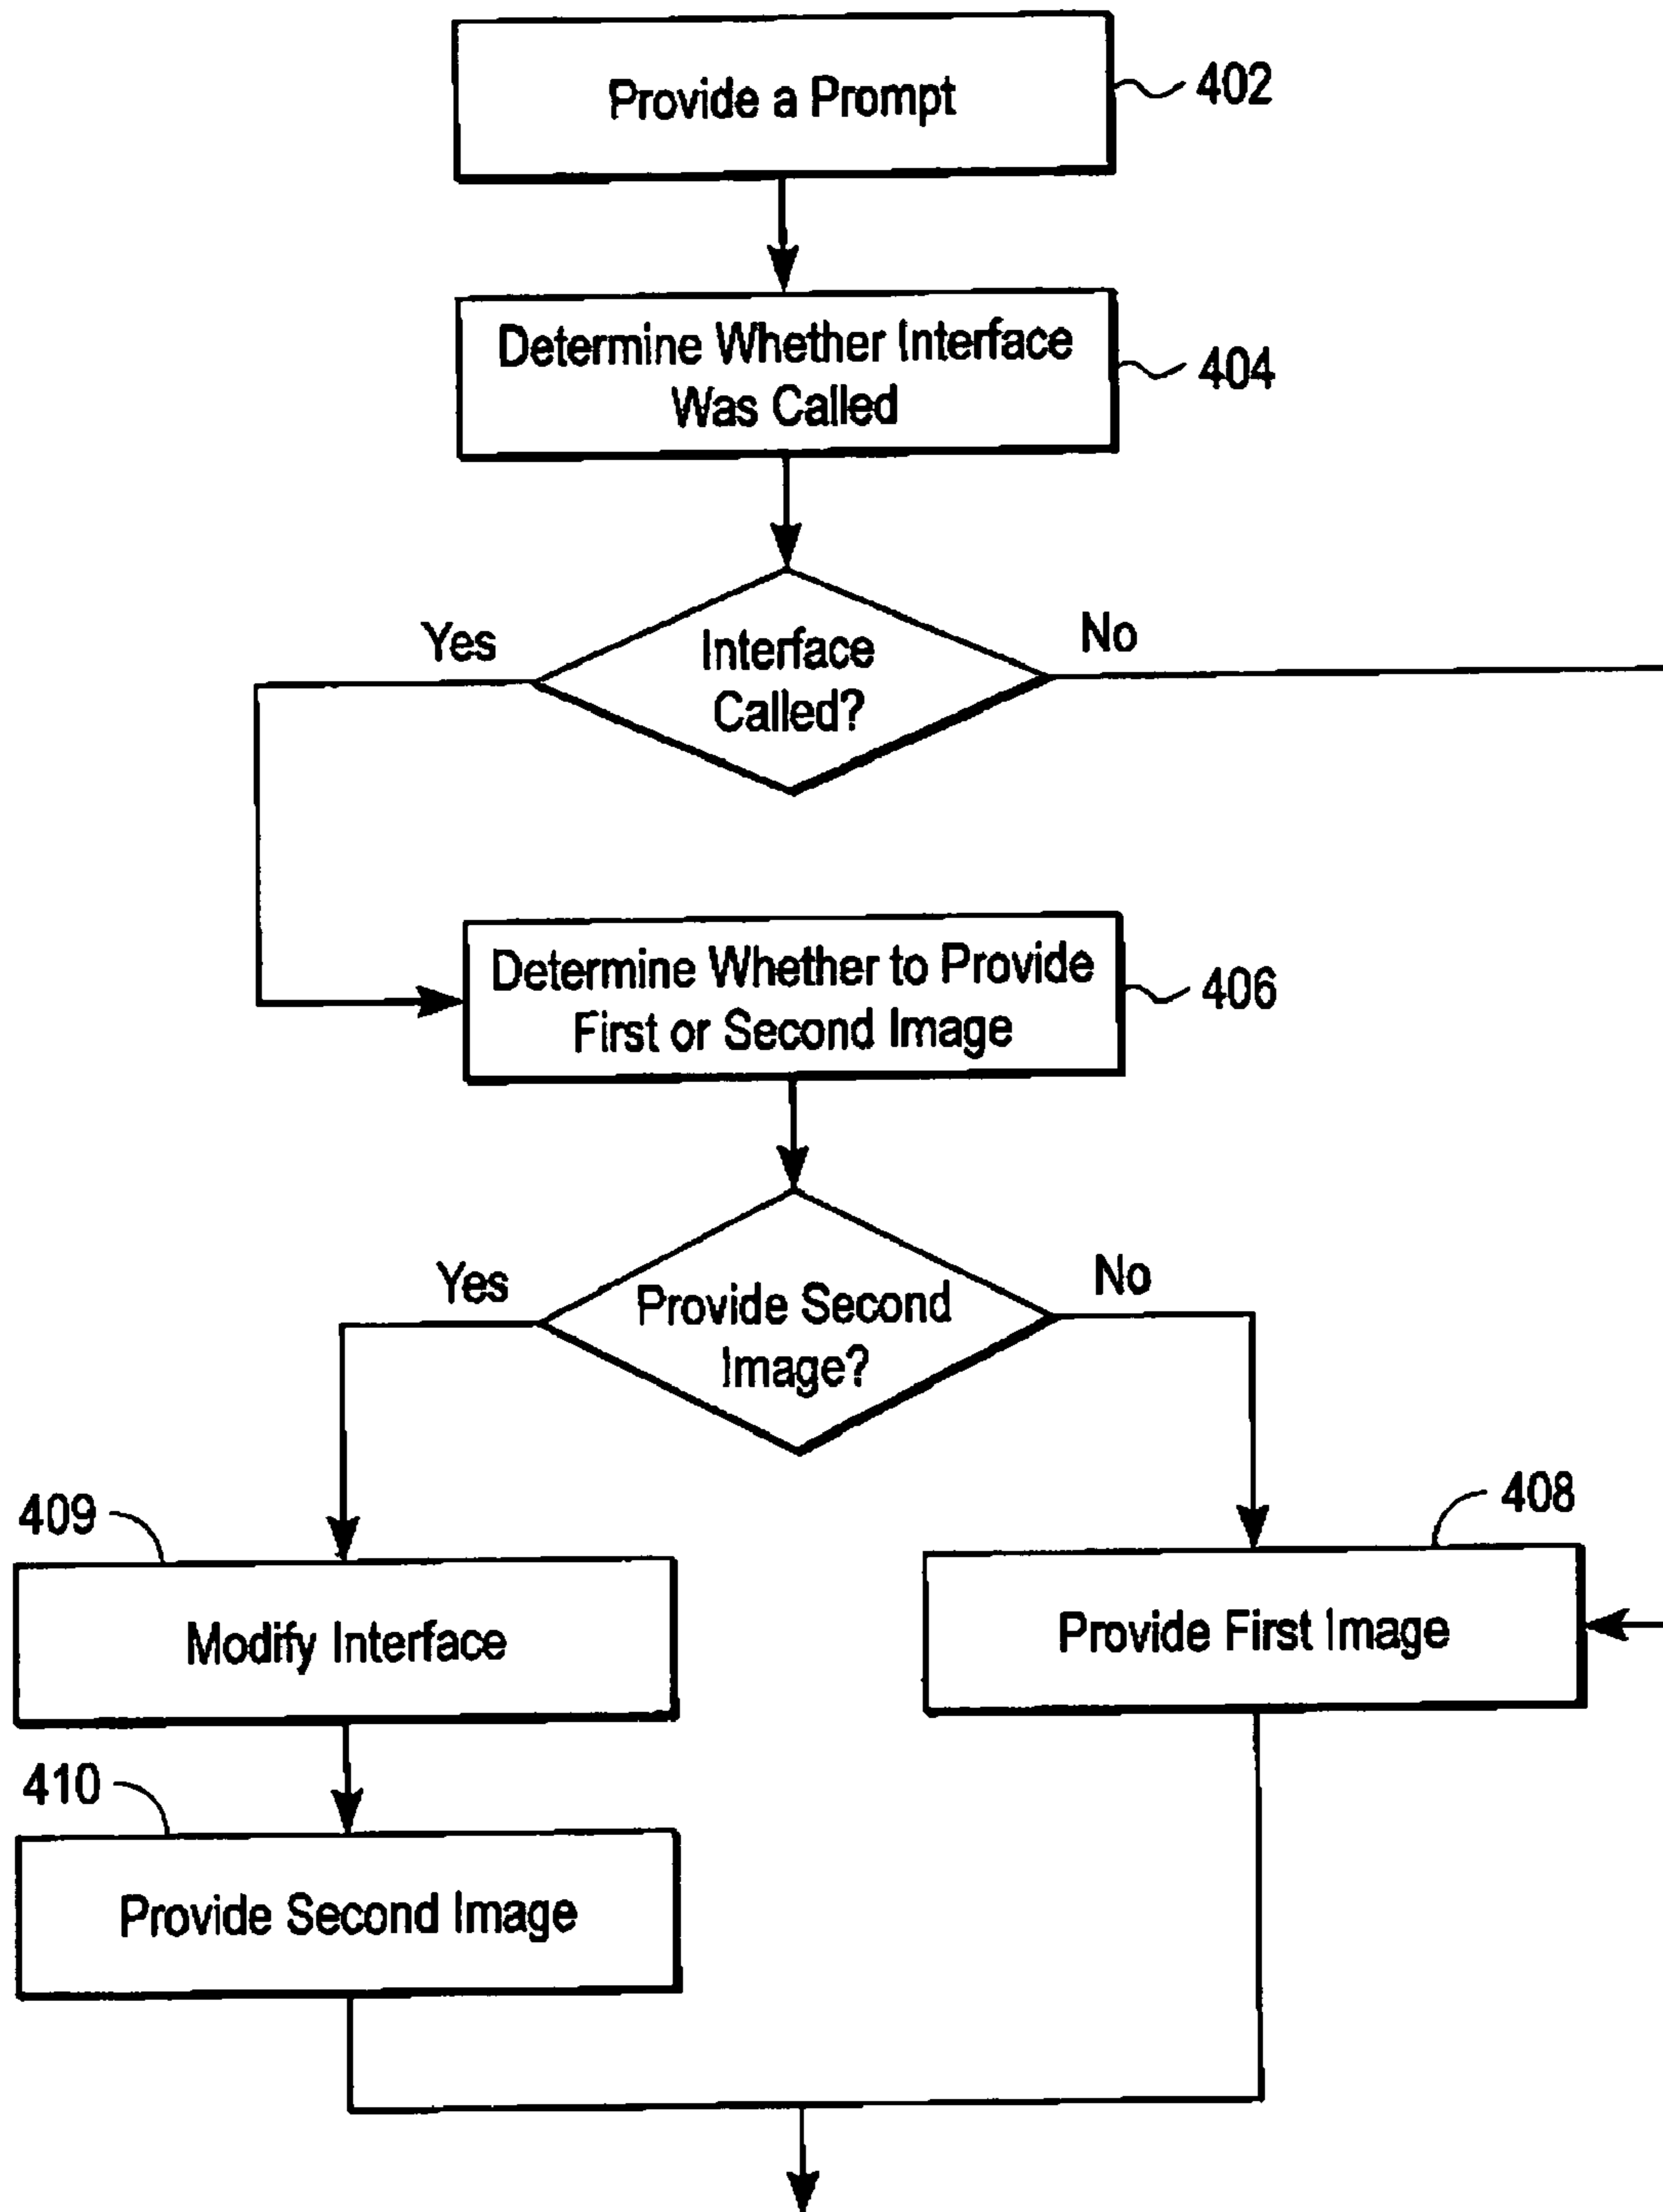 Provide a Prompt
402
Determine Whether Interface
Was Called
404
Yes
Interface
Called?
No
Determine Whether to Provide
First or Second Image
406
Yes
Provide Second
Image?
No
409
408
Modify Interface
Provide First Image
410
Provide Second Image